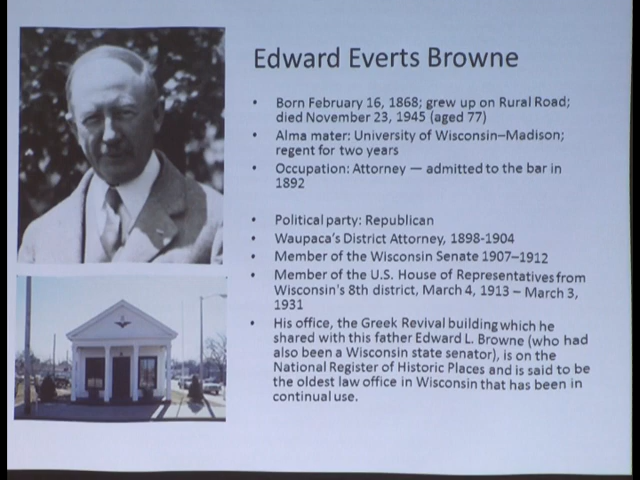 Edward Everts Browne
• Born February 16, 1868; grew up on Rural Road;
died November 23, 1945 (aged 77)
• Alma mater: University of Wisconsin–Madison;
regent for two years
• Occupation: Attorney — admitted to the bar in
1892
• Political party: Republican
• Waupaca's District Attorney, 1898-1904
• Member of the Wisconsin Senate 1907–1912
• Member of the U.S. House of Representatives from
Wisconsin's 8th district, March 4, 1913 – March 3,
1931
• His office, the Greek Revival building which he
shared with this father Edward L. Browne (who had
also been a Wisconsin state senator), is on the
National Register of Historic Places and is said to be
the oldest law office in Wisconsin that has been in
continual use.